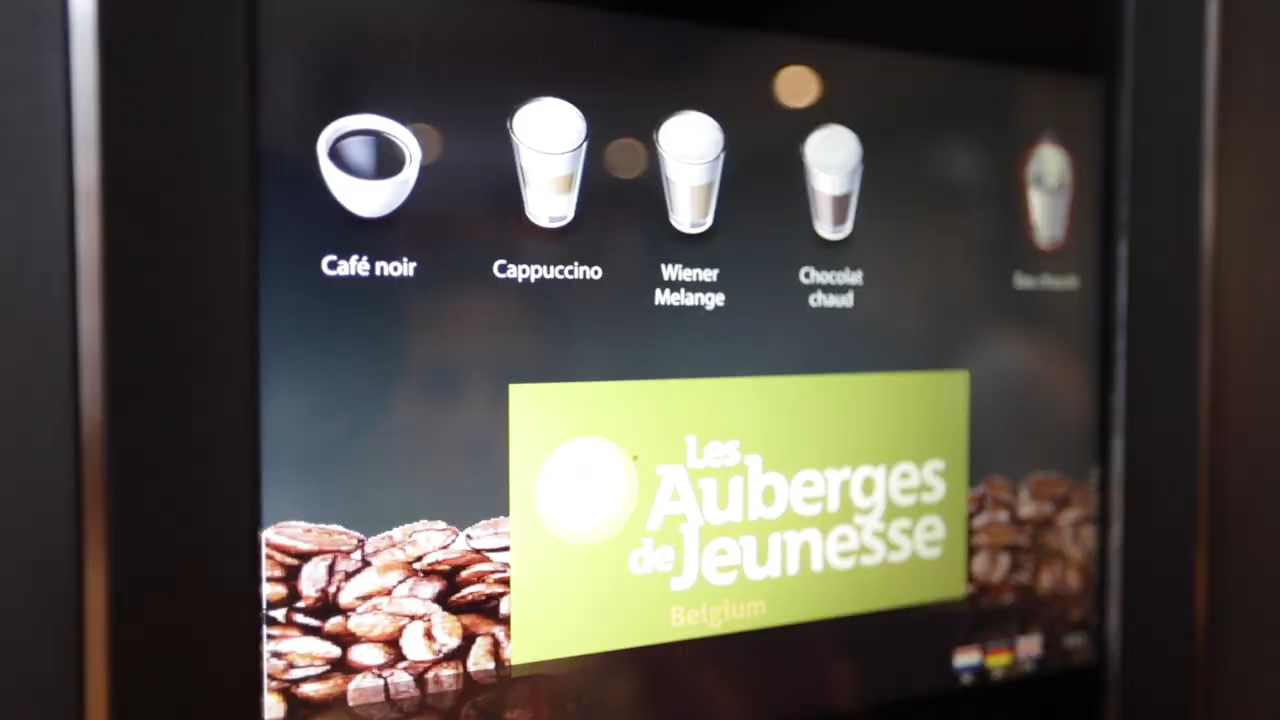 Café noir
Cappuccino
Wiener
Melange
Chocolat
chaud
Les
Auberges
de Jeunesse
Belgium